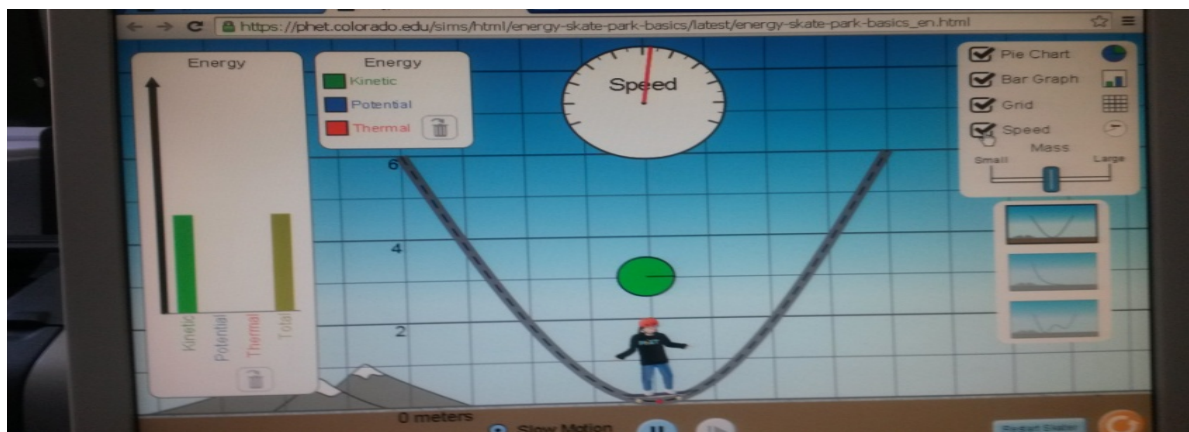 https://phet.colorado.edu/sims/html/energy-skate-park-basics/latest/energy-skate-park-basics_en.html
Energy
Kinetic
Potential
Thermal
Total
Energy
Kinetic
Potential
Thermal
Speed
Pie Chart
Bar Graph
Grid
Speed
Mass
Small
Large
6
4
2
0 meters
Slow Motion
Restart Skater